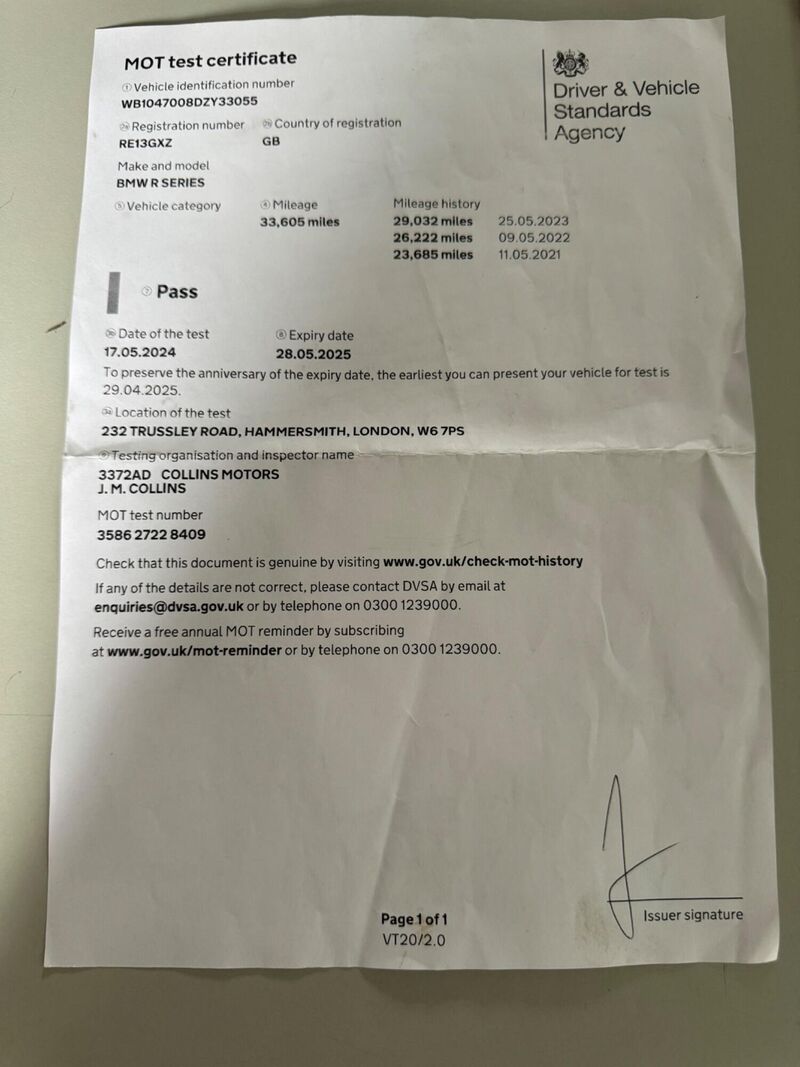 MOT test certificate
Driver & Vehicle
Standards
Agency
Vehicle identification number
WB1047008DZY33055
Registration number Country of registration
RE13GXZ GB
Make and model
BMW R SERIES
Vehicle category Mileage Mileage history
33,605 miles 29,032 miles 25.05.2023
26,222 miles 09.05.2022
23,685 miles 11.05.2021
Pass
Date of the test Expiry date
17.05.2024 28.05.2025
To preserve the anniversary of the expiry date, the earliest you can present your vehicle for test is
29.04.2025.
Location of the test
232 TRUSSLEY ROAD, HAMMERSMITH, LONDON, W6 7PS
Testing organisation and inspector name
3372AD COLLINS MOTORS
J. M. COLLINS
MOT test number
3586 2722 8409
Check that this document is genuine by visiting www.gov.uk/check-mot-history
If any of the details are not correct, please contact DVSA by email at
enquiries@dvsa.gov.uk or by telephone on 0300 1239000.
Receive a free annual MOT reminder by subscribing
at www.gov.uk/mot-reminder or by telephone on 0300 1239000.
Issuer signature
Page 1 of 1
VT20/2.0